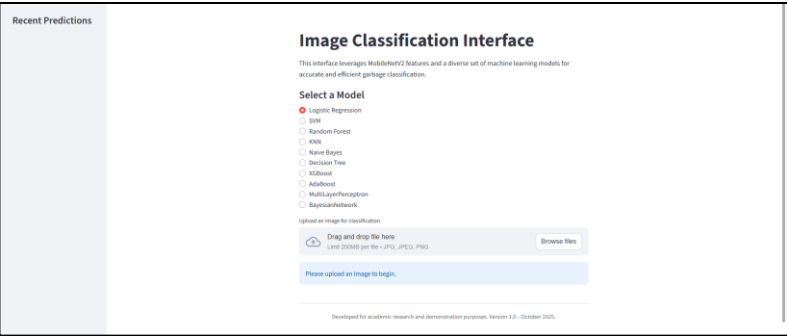 Recent Predictions
Image Classification Interface
This interface leverages MobileNetV2 features and a diverse set of machine learning models for
accurate and efficient garbage classification.
Select a Model
Logistic Regression
SVM
Random Forest
KNN
Naive Bayes
Decision Tree
XGBoost
AdaBoost
MultiLayerPerceptron
BayesianNetwork
Upload an image for classification
Drag and drop file here
Limit 200MB per file • JPG, JPEG, PNG
Browse files
Please upload an image to begin.
Developed for academic research and demonstration purposes. Version 1.0 – October 2025.